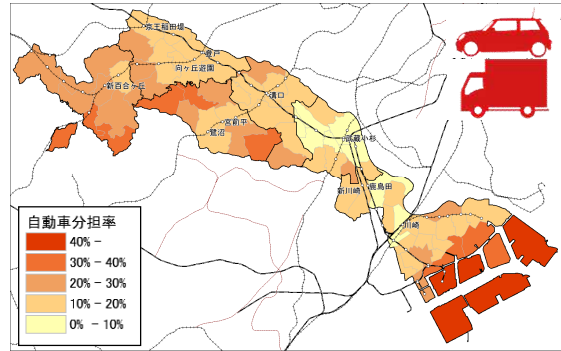 京王稲田堤
登戸
向ヶ丘遊園
新百合ヶ丘
溝口
宮前平
鷺沼
武蔵小杉
新川崎
鹿島田
川崎
自動車分担率
40% -
30% - 40%
20% - 30%
10% - 20%
0% - 10%